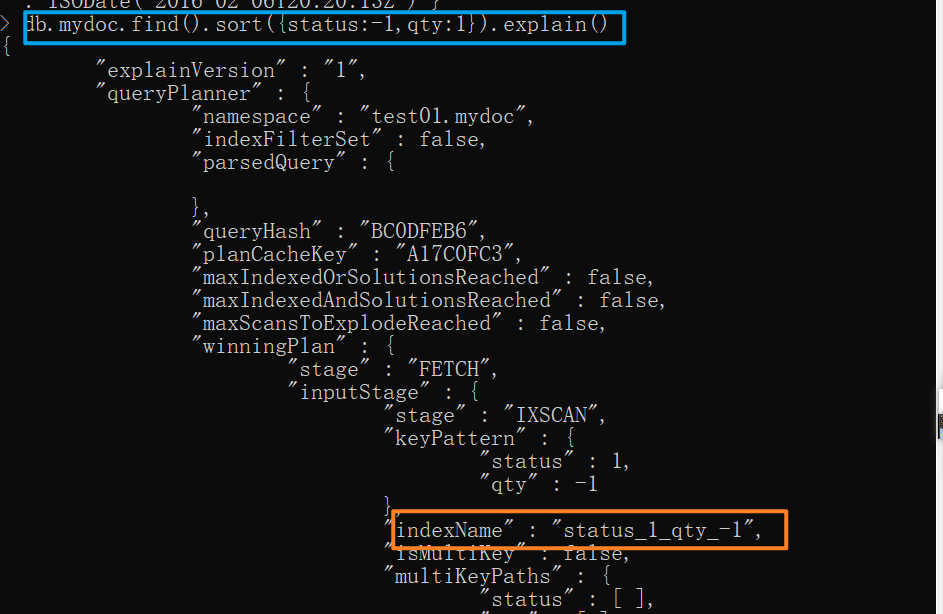 : ISODate("2016-02-06T20:20:13Z") }
> db.mydoc.find().sort({status:-1,qty:1}).explain()
{
"explainVersion" : "1",
"queryPlanner" : {
"namespace" : "test01.mydoc",
"indexFilterSet" : false,
"parsedQuery" : {
},
"queryHash" : "BC0DFEB6",
"planCacheKey" : "A17C0FC3",
"maxIndexedOrSolutionsReached" : false,
"maxIndexedAndSolutionsReached" : false,
"maxScansToExplodeReached" : false,
"winningPlan" : {
"stage" : "FETCH",
"inputStage" : {
"stage" : "IXSCAN",
"keyPattern" : {
"status" : 1,
"qty" : -1
},
"indexName" : "status_1_qty_-1",
"isMultiKey" : false,
"multiKeyPaths" : {
"status" : [ ],